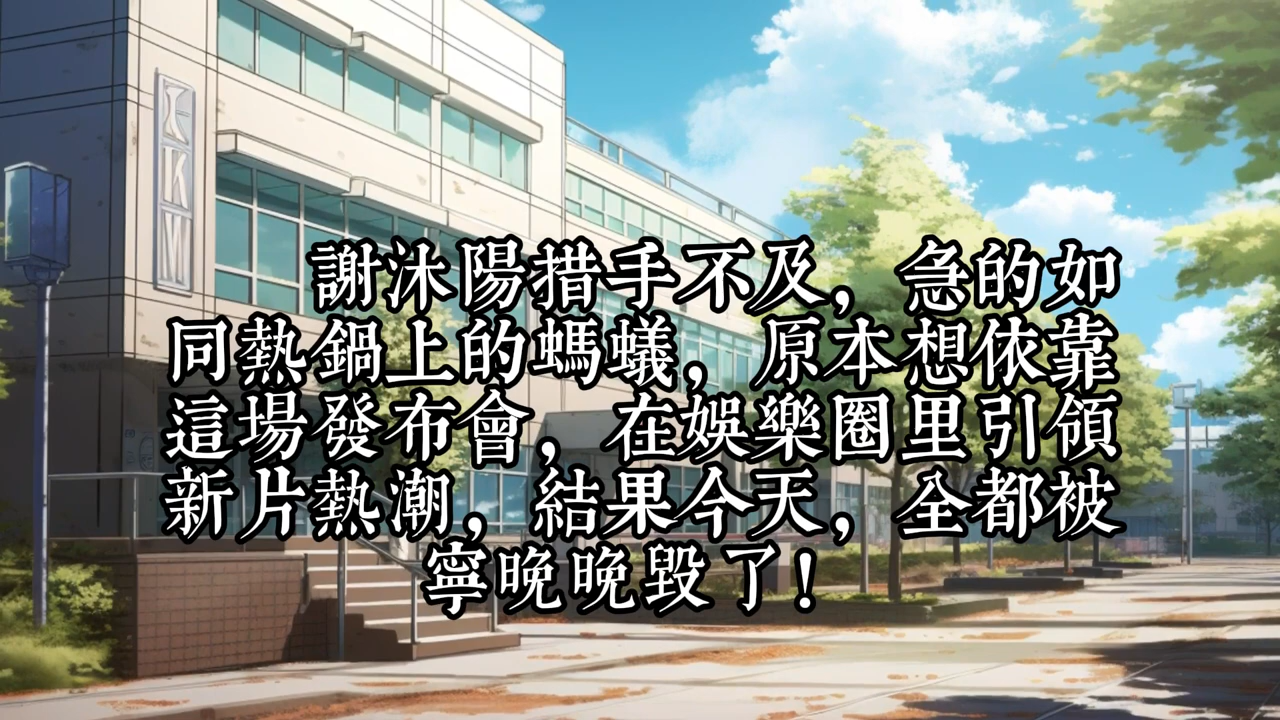 謝沐陽措手不及，急的如
同熱鍋上的螞蟻，原本想依靠
這場發布會，在娛樂圈里引領
新片熱潮，結果今天，全都被
寧晚晚毀了！